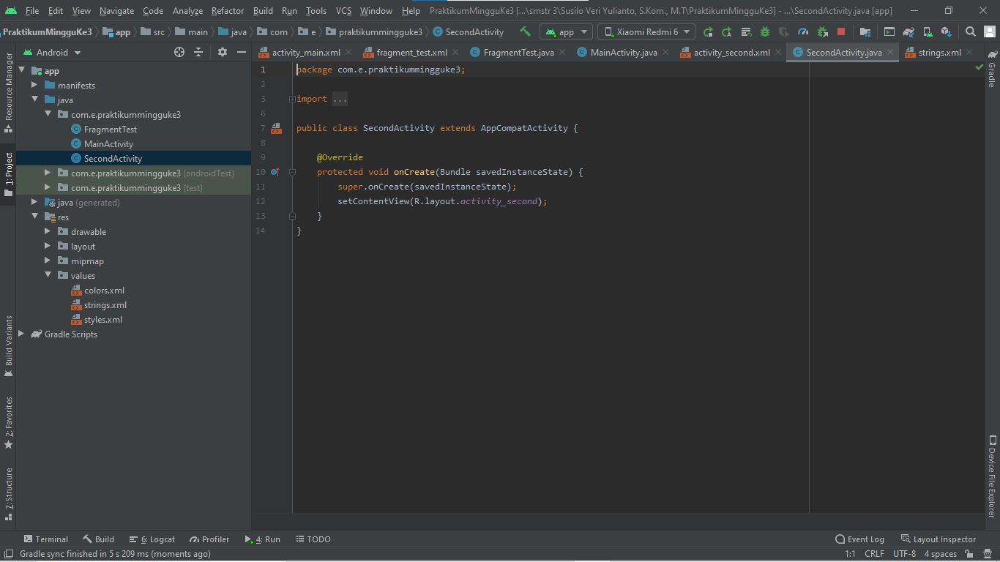 File Edit View Navigate Code Analyze Refactor Build Run Tools VCS Window Help PraktikumMingguKe3 [...\smstr 3\Susilo Veri Yulianto, S.Kom., M.T\PraktikumMingguKe3] - ...\SecondActivity.java [app]
PraktikumMingguKe3 app src main java com e praktikummingguke3 SecondActivity app Xiaomi Redmi 6
Android activity_main.xml fragment_test.xml FragmentTest.java MainActivity.java activity_second.xml SecondActivity.java strings.xml
Resource Manager
1: Project
Build Variants
2: Favorites
7: Structure
app
manifests
java
com.e.praktikummingguke3
FragmentTest
MainActivity
SecondActivity
com.e.praktikummingguke3 (androidTest)
com.e.praktikummingguke3 (test)
java (generated)
res
drawable
layout
mipmap
values
colors.xml
strings.xml
styles.xml
Gradle Scripts
1 package com.e.praktikummingguke3;
2
3 import ...
6
7 public class SecondActivity extends AppCompatActivity {
8
9 @Override
10 protected void onCreate(Bundle savedInstanceState) {
11 super.onCreate(savedInstanceState);
12 setContentView(R.layout.activity_second);
13 }
14 }
Gradle
Device File Explorer
Terminal Build 6: Logcat Profiler 4: Run TODO Event Log Layout Inspector
Gradle sync finished in 5 s 209 ms (moments ago) 1:1 CRLF UTF-8 4 spaces